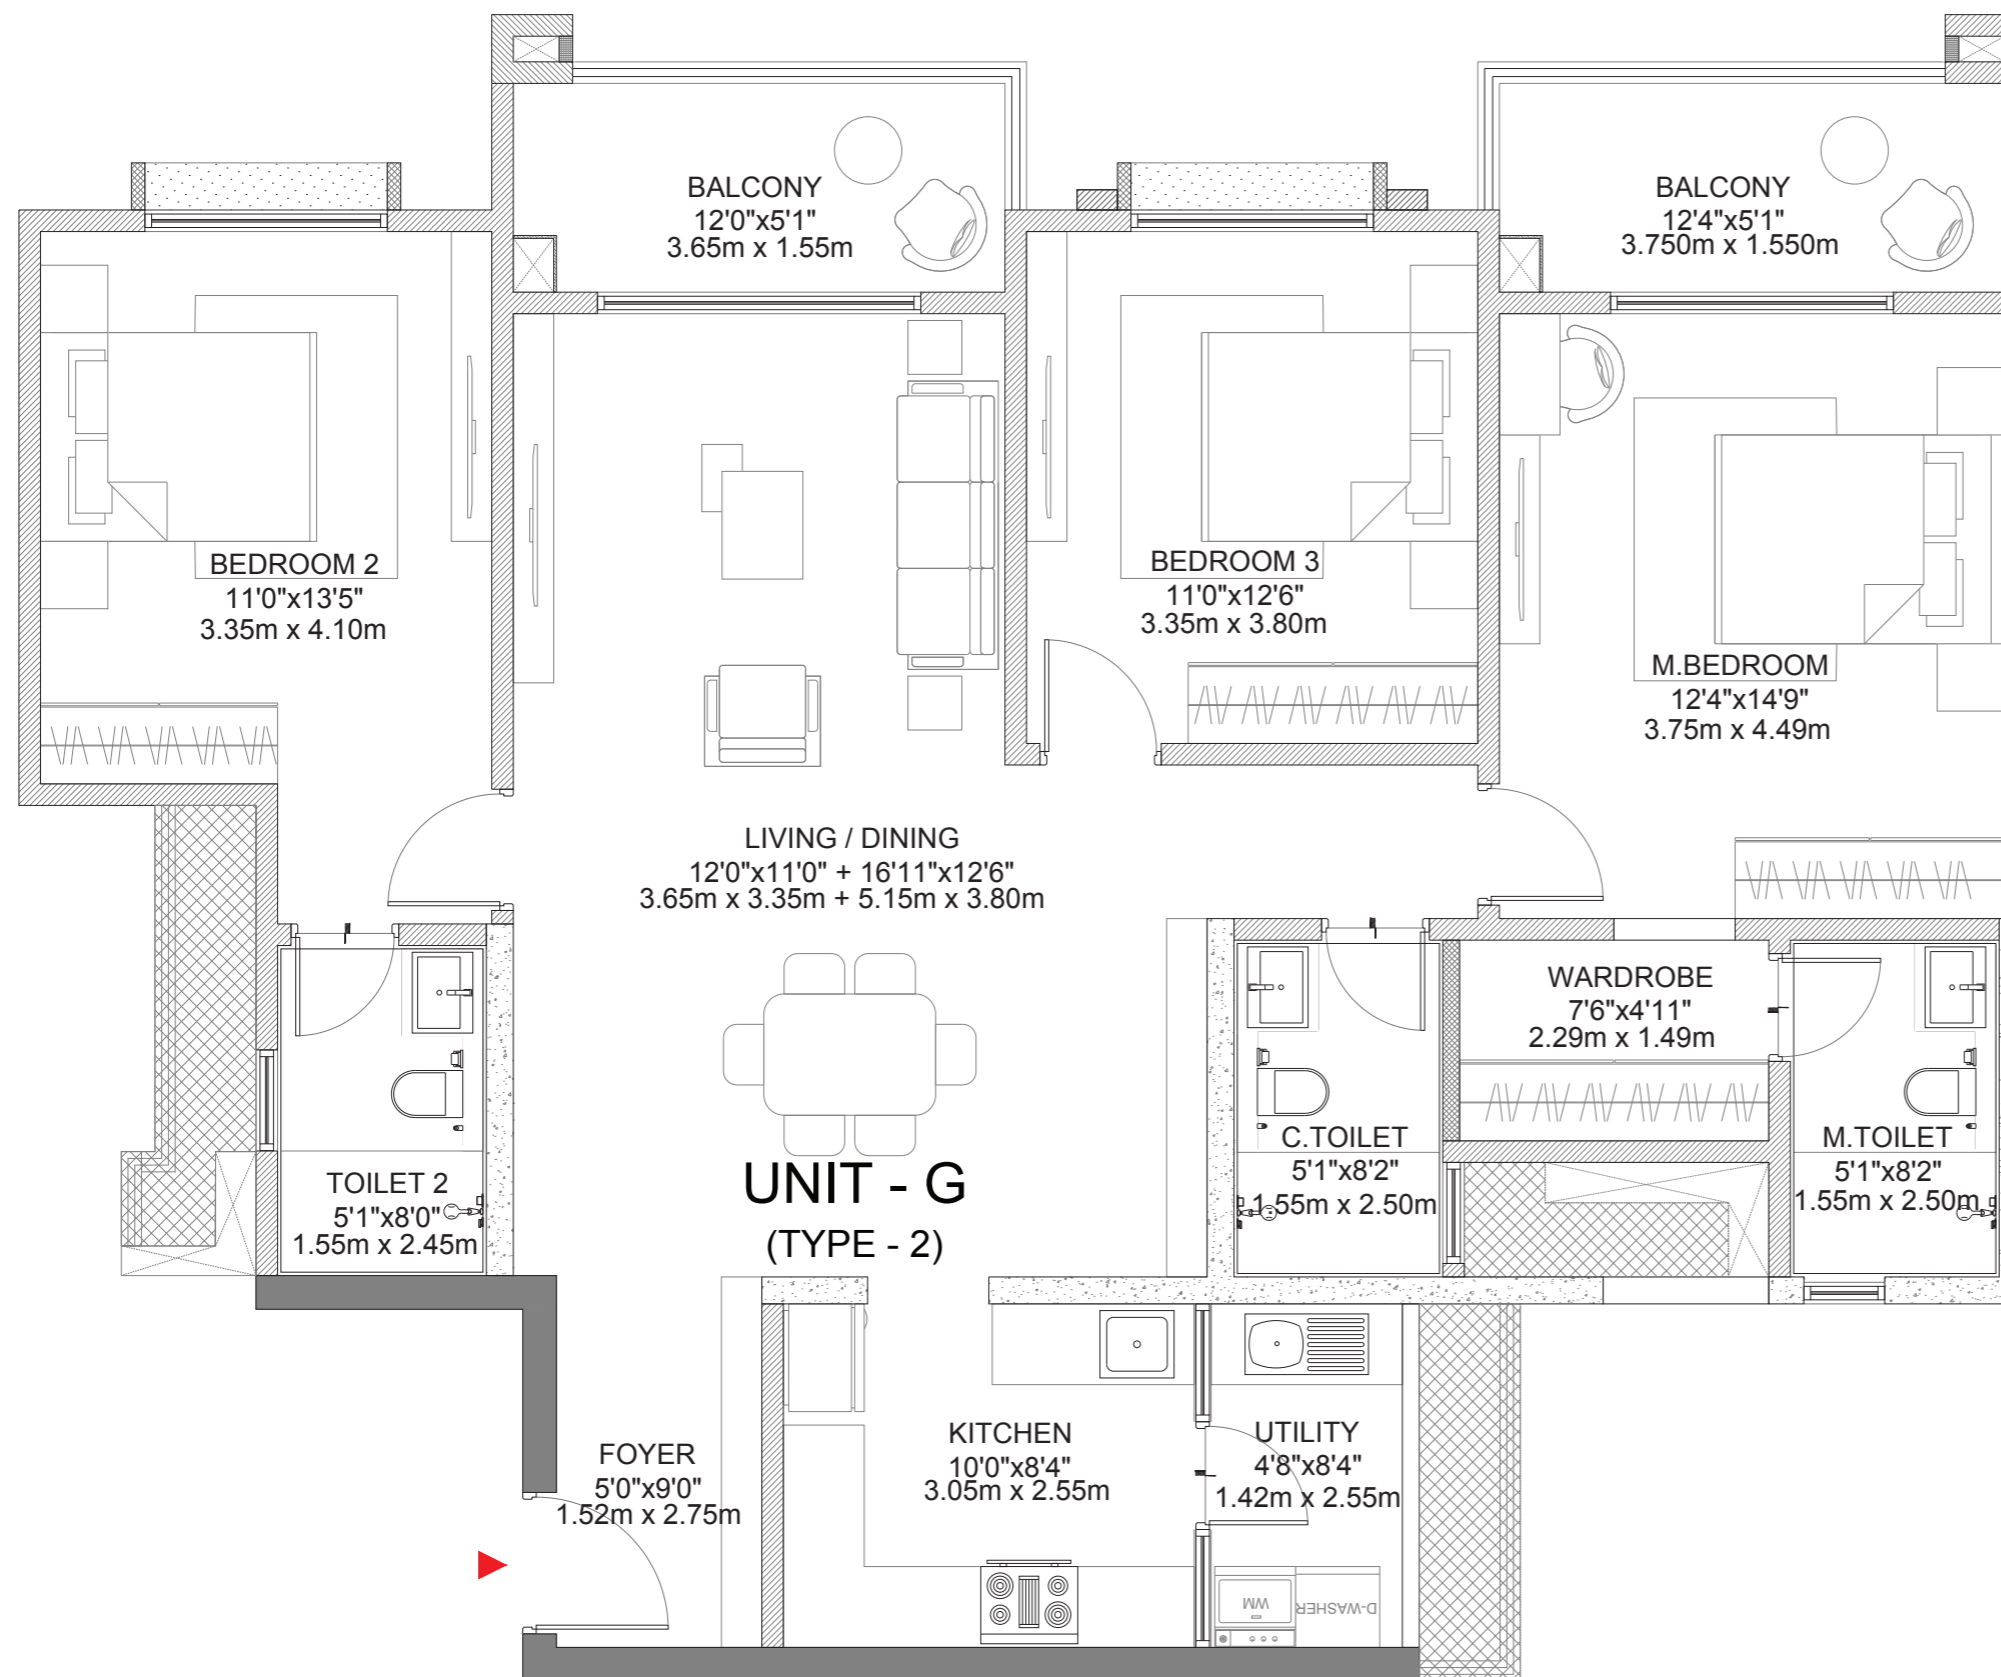 BALCONY
12'0"x5'1"
3.65m x 1.55m
BALCONY
12'4"x5'1"
3.750m x 1.550m
BEDROOM 2
11'0"x13'5"
3.35m x 4.10m
BEDROOM 3
11'0"x12'6"
3.35m x 3.80m
M.BEDROOM
12'4"x14'9"
3.75m x 4.49m
LIVING / DINING
12'0"x11'0" + 16'11"x12'6"
3.65m x 3.35m + 5.15m x 3.80m
WARDROBE
7'6"x4'11"
2.29m x 1.49m
TOILET 2
5'1"x8'0"
1.55m x 2.45m
UNIT - G
(TYPE - 2)
C.TOILET
5'1"x8'2"
1.55m x 2.50m
M.TOILET
5'1"x8'2"
1.55m x 2.50m
FOYER
5'0"x9'0"
1.52m x 2.75m
KITCHEN
10'0"x8'4"
3.05m x 2.55m
UTILITY
4'8"x8'4"
1.42m x 2.55m
WM
D-WASHER